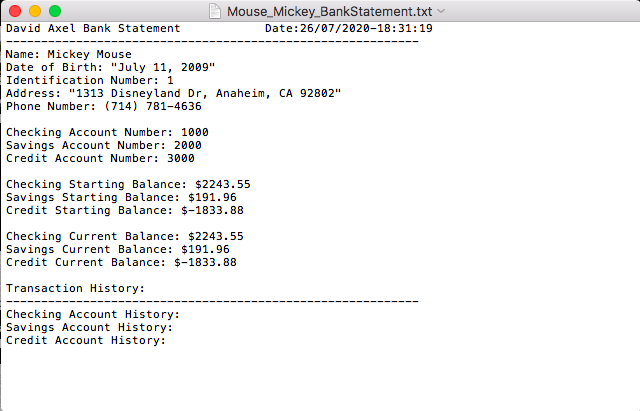 Mouse_Mickey_BankStatement.txt
David Axel Bank Statement Date:26/07/2020-18:31:19
-----------------------------------------------------------
Name: Mickey Mouse
Date of Birth: "July 11, 2009"
Identification Number: 1
Address: "1313 Disneyland Dr, Anaheim, CA 92802"
Phone Number: (714) 781-4636
Checking Account Number: 1000
Savings Account Number: 2000
Credit Account Number: 3000
Checking Starting Balance: $2243.55
Savings Starting Balance: $191.96
Credit Starting Balance: $-1833.88
Checking Current Balance: $2243.55
Savings Current Balance: $191.96
Credit Current Balance: $-1833.88
Transaction History:
-----------------------------------------------------------
Checking Account History:
Savings Account History:
Credit Account History: